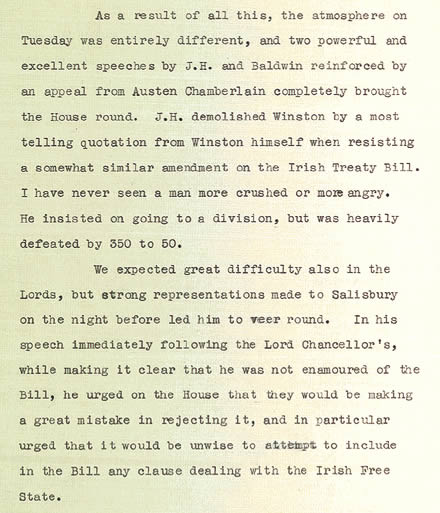 As a result of all this, the atmosphere on
Tuesday was entirely different, and two powerful and
excellent speeches by J.H. and Baldwin reinforced by
an appeal from Austen Chamberlain completely brought
the House round. J.H. demolished Winston by a most
telling quotation from Winston himself when resisting
a somewhat similar amendment on the Irish Treaty Bill.
I have never seen a man more crushed or more angry.
He insisted on going to a division, but was heavily
defeated by 350 to 50.
We expected great difficulty also in the
Lords, but strong representations made to Salisbury
on the night before led him to veer round. In his
speech immediately following the Lord Chancellor's,
while making it clear that he was not enamoured of the
Bill, he urged on the House that they would be making
a great mistake in rejecting it, and in particular
urged that it would be unwise to attempt to include
in the Bill any clause dealing with the Irish Free
State.